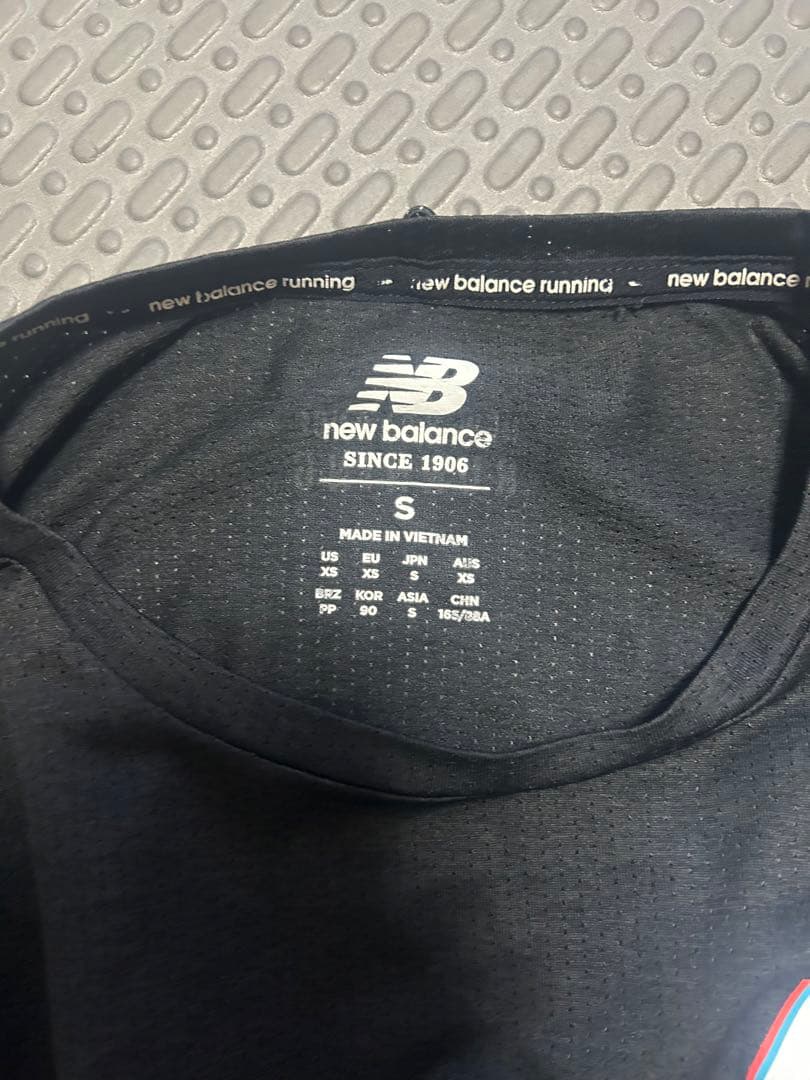 running new balance running new balance running new balance
NB
new balance
SINCE 1906
S
MADE IN VIETNAM
US EU JPN AUS
XS XS S XS
BRZ KOR ASIA CHN
PP 90 S 165/88A